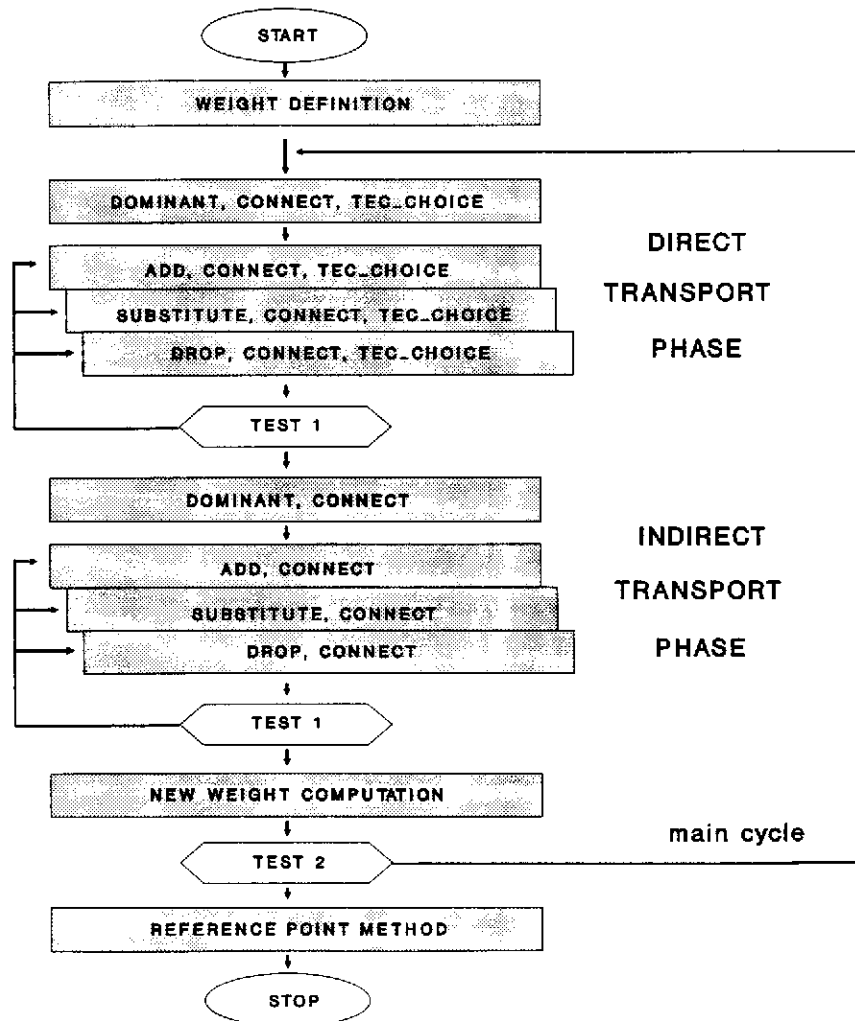 START
WEIGHT DEFINITION
DOMINANT, CONNECT, TEC_CHOICE
DIRECT
ADD, CONNECT, TEC_CHOICE
TRANSPORT
SUBSTITUTE, CONNECT, TEC_CHOICE
PHASE
DROP, CONNECT, TEC_CHOICE
TEST 1
DOMINANT, CONNECT
INDIRECT
ADD, CONNECT
TRANSPORT
SUBSTITUTE, CONNECT
PHASE
DROP, CONNECT
TEST 1
NEW WEIGHT COMPUTATION
main cycle
TEST 2
REFERENCE POINT METHOD
STOP